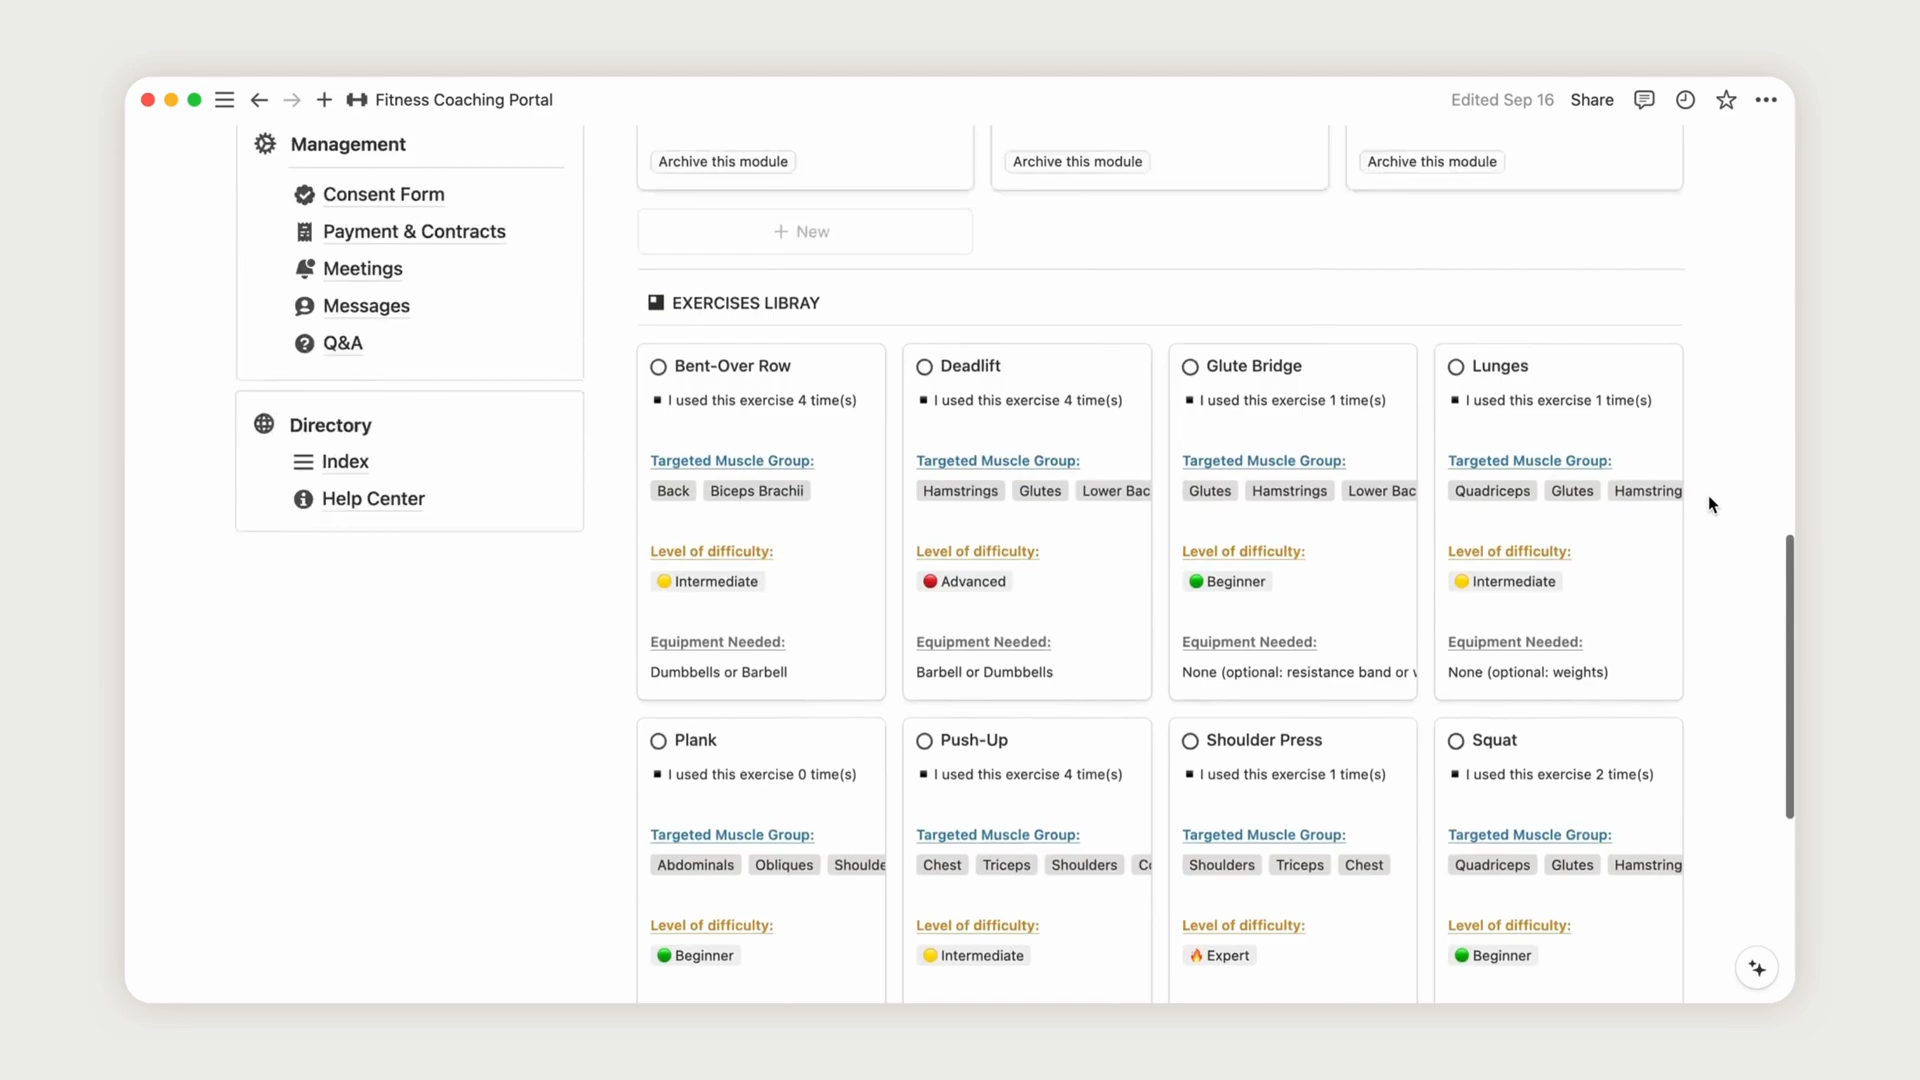 Fitness Coaching Portal
Edited Sep 16
Share
Management
Consent Form
Payment & Contracts
Meetings
Messages
Q&A
Directory
Index
Help Center
Archive this module
Archive this module
Archive this module
+ New
EXERCISES LIBRAY
Bent-Over Row
I used this exercise 4 time(s)
Targeted Muscle Group:
Back Biceps Brachii
Level of difficulty:
Intermediate
Equipment Needed:
Dumbbells or Barbell
Deadlift
I used this exercise 4 time(s)
Targeted Muscle Group:
Hamstrings Glutes Lower Bac
Level of difficulty:
Advanced
Equipment Needed:
Barbell or Dumbbells
Glute Bridge
I used this exercise 1 time(s)
Targeted Muscle Group:
Glutes Hamstrings Lower Bac
Level of difficulty:
Beginner
Equipment Needed:
None (optional: resistance band or
Lunges
I used this exercise 1 time(s)
Targeted Muscle Group:
Quadriceps Glutes Hamstring
Level of difficulty:
Intermediate
Equipment Needed:
None (optional: weights)
Plank
I used this exercise 0 time(s)
Targeted Muscle Group:
Abdominals Obliques Shoulde
Level of difficulty:
Beginner
Push-Up
I used this exercise 4 time(s)
Targeted Muscle Group:
Chest Triceps Shoulders
Level of difficulty:
Intermediate
Shoulder Press
I used this exercise 1 time(s)
Targeted Muscle Group:
Shoulders Triceps Chest
Level of difficulty:
Expert
Squat
I used this exercise 2 time(s)
Targeted Muscle Group:
Quadriceps Glutes Hamstring
Level of difficulty:
Beginner